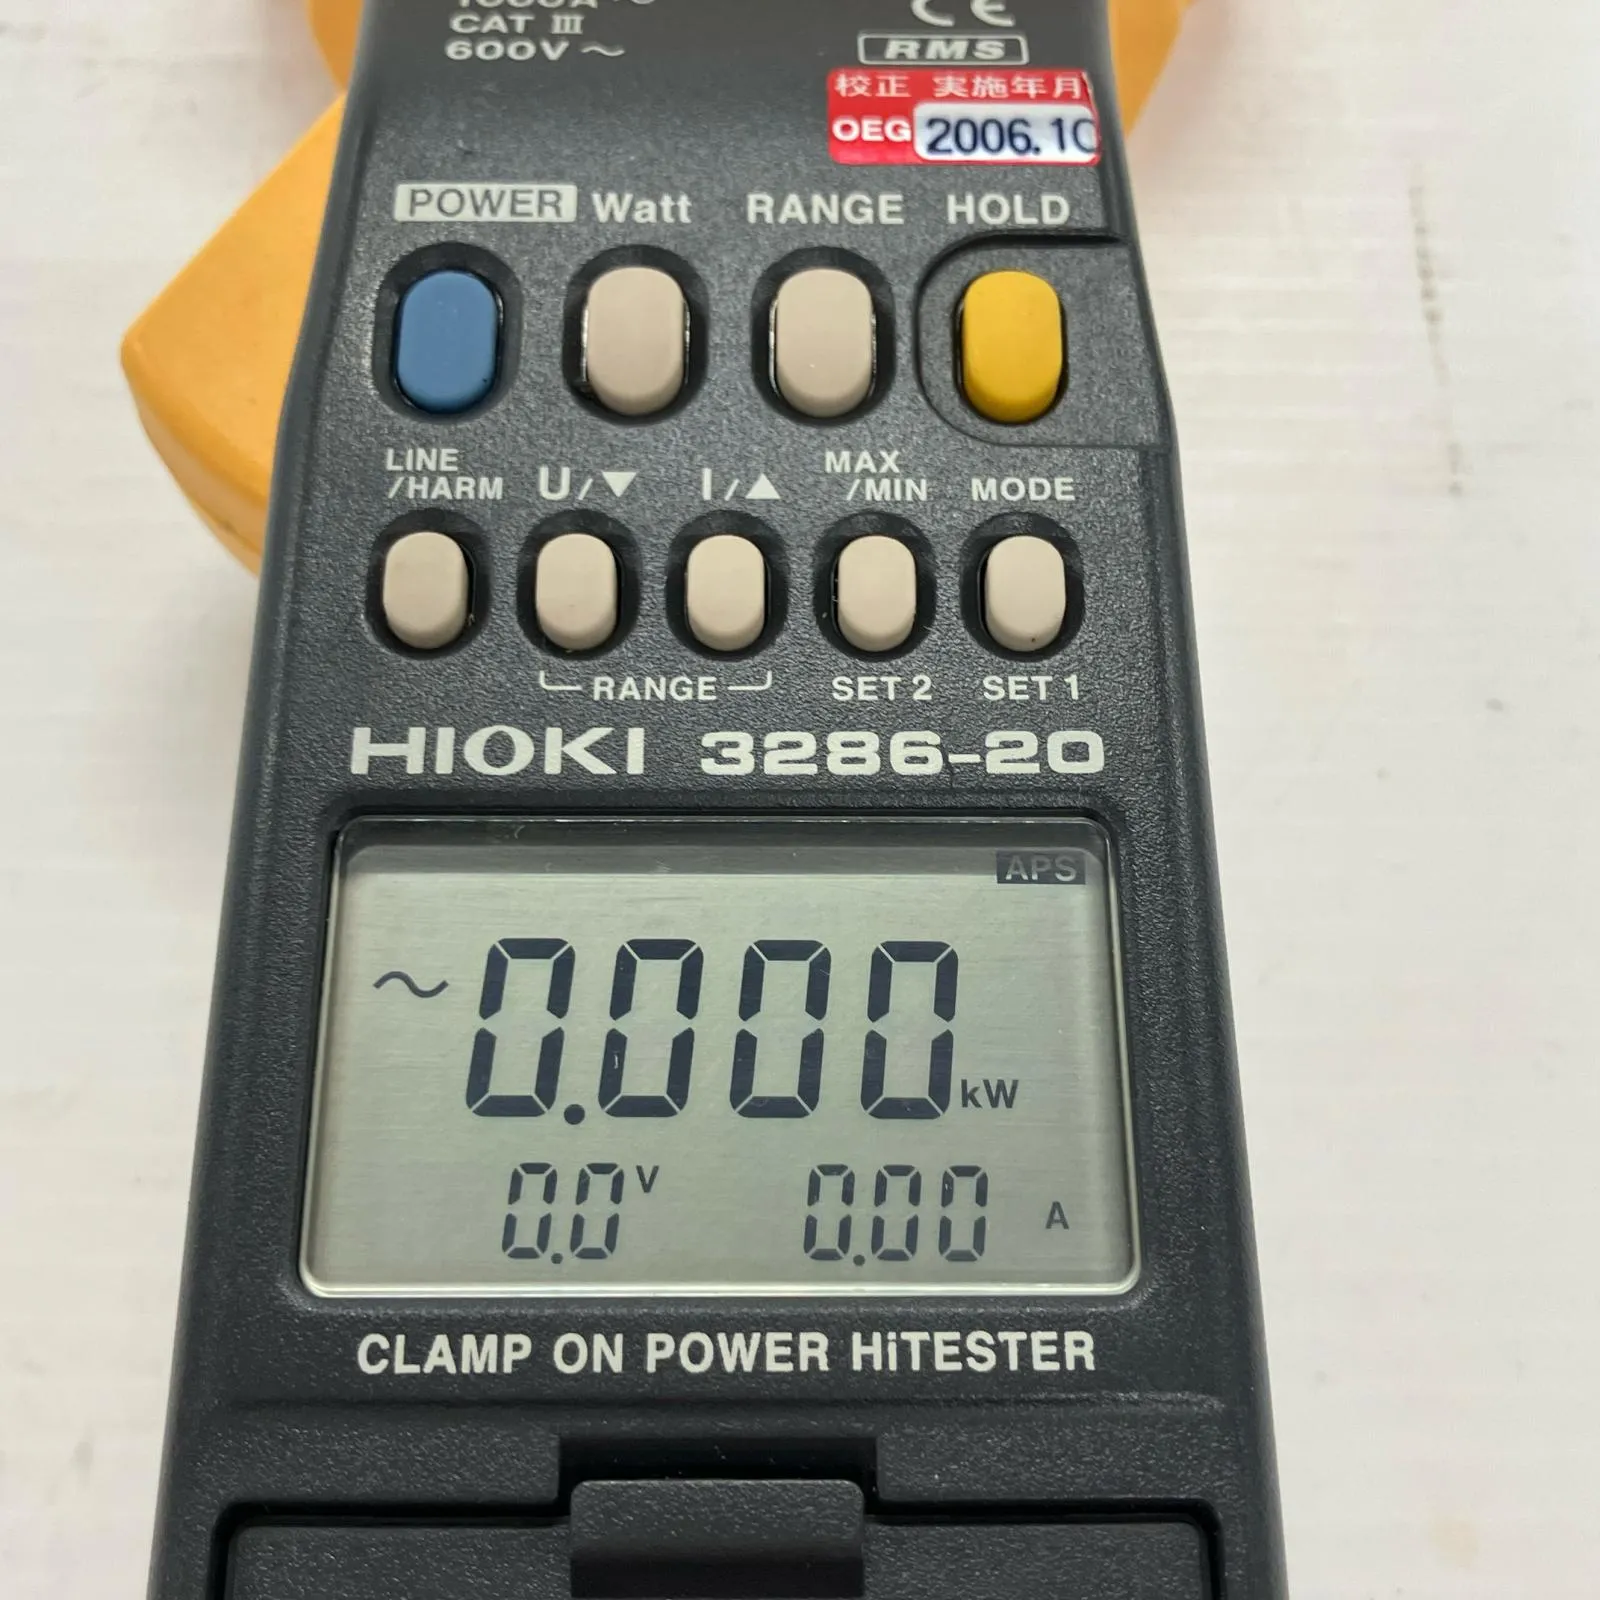 1000A ~
CAT III
600V ~
CE
RMS
校正 実施年月
OEG 2006.10
POWER Watt RANGE HOLD
LINE
/HARM
U/▼
I/▲
MAX
/MIN
MODE
RANGE
SET 2
SET 1
HIOKI 3286-20
APS
~ 0.000 kW
0.0 V
0.00 A
CLAMP ON POWER HiTESTER